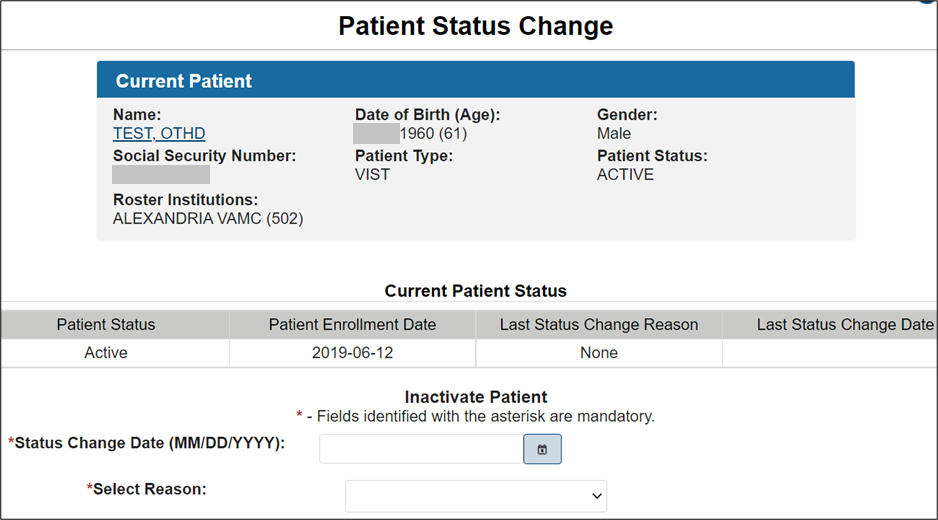 Patient Status Change
Current Patient
Name: Date of Birth (Age): Gender:
TEST, OTHD 1960 (61) Male
Social Security Number: Patient Type: Patient Status:
VIST ACTIVE
Roster Institutions:
ALEXANDRIA VAMC (502)
Current Patient Status
Patient Status Patient Enrollment Date Last Status Change Reason Last Status Change Date
Active 2019-06-12 None
Inactivate Patient
* - Fields identified with the asterisk are mandatory.
*Status Change Date (MM/DD/YYYY):
*Select Reason: